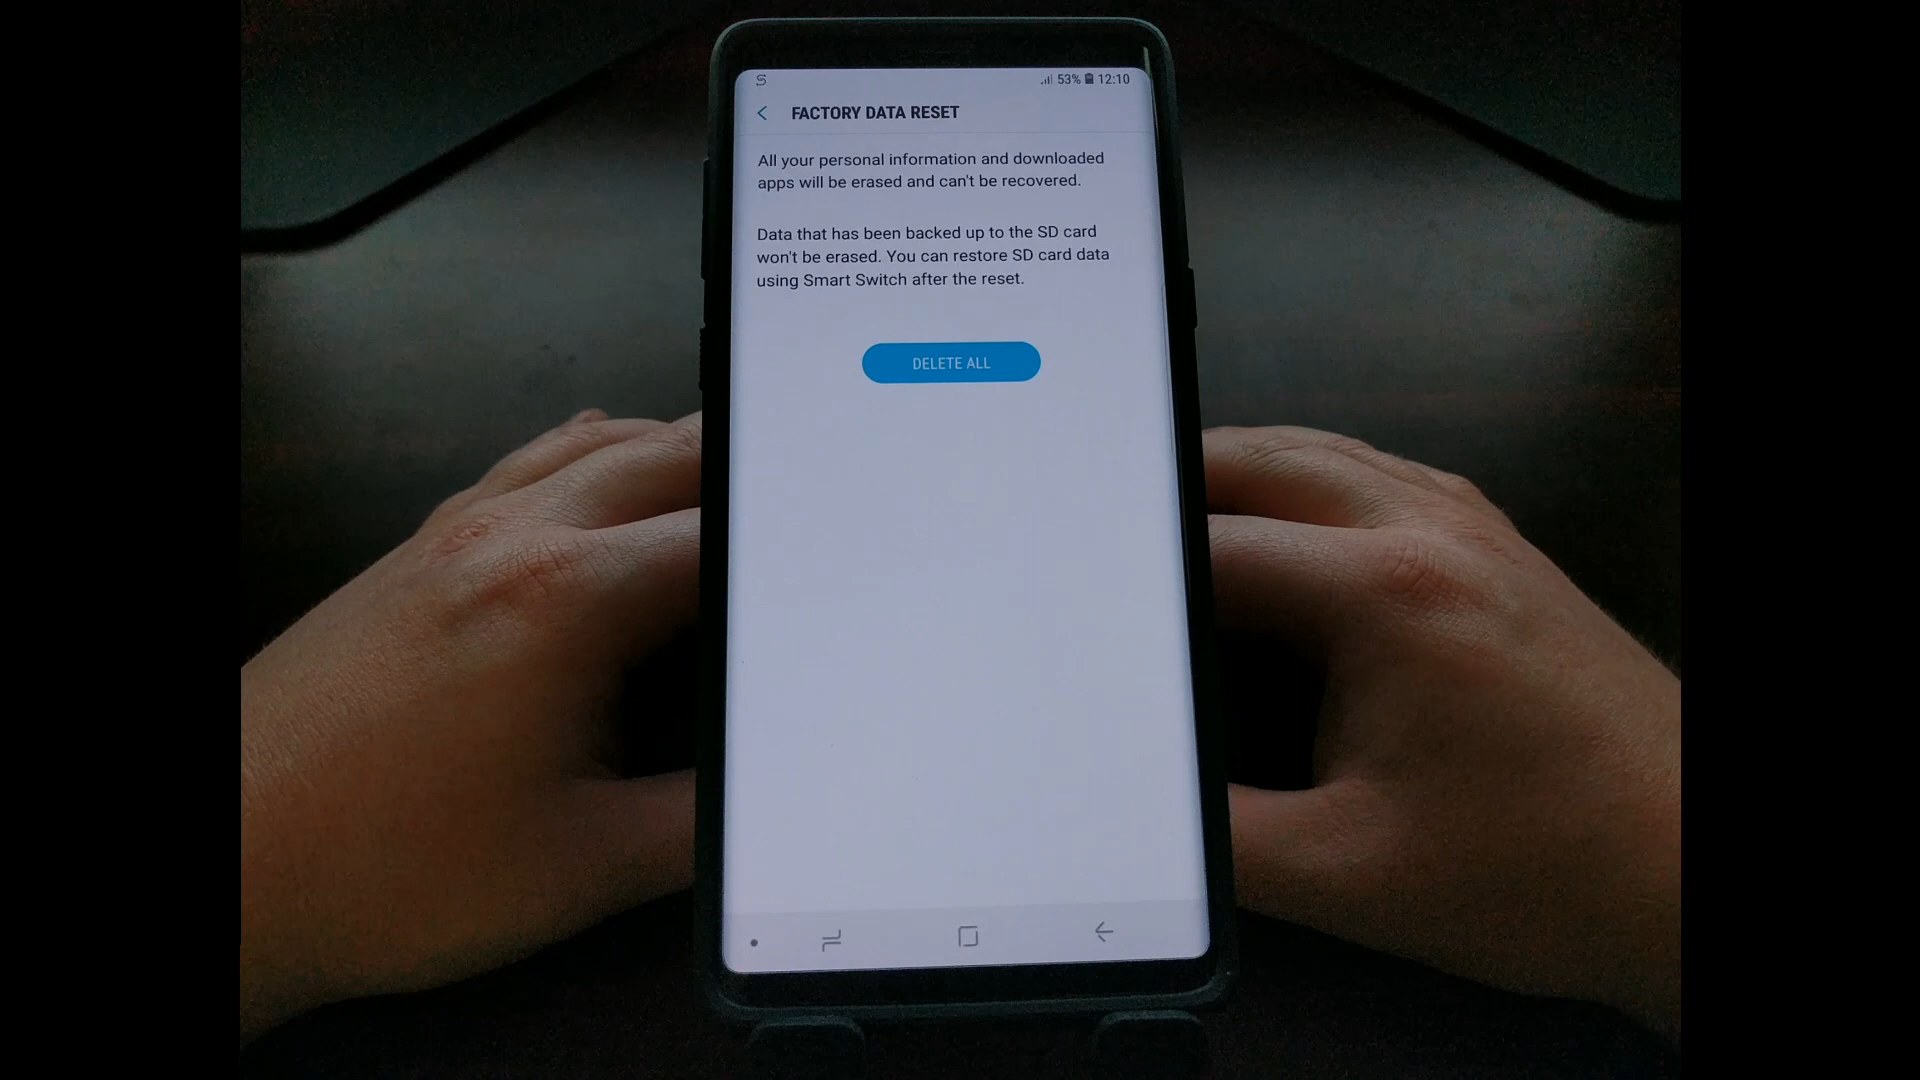 S 53% 12:10
FACTORY DATA RESET
All your personal information and downloaded
apps will be erased and can't be recovered.
Data that has been backed up to the SD card
won't be erased. You can restore SD card data
using Smart Switch after the reset.
DELETE ALL